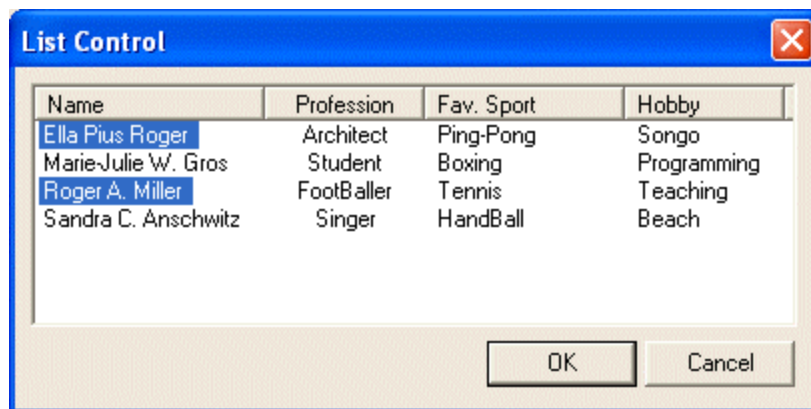 List Control
Name Profession Fav. Sport Hobby
Ella Pius Roger Architect Ping-Pong Songo
Marie-Julie W. Gros Student Boxing Programming
Roger A. Miller FootBaller Tennis Teaching
Sandra C. Anschwitz Singer HandBall Beach
OK Cancel